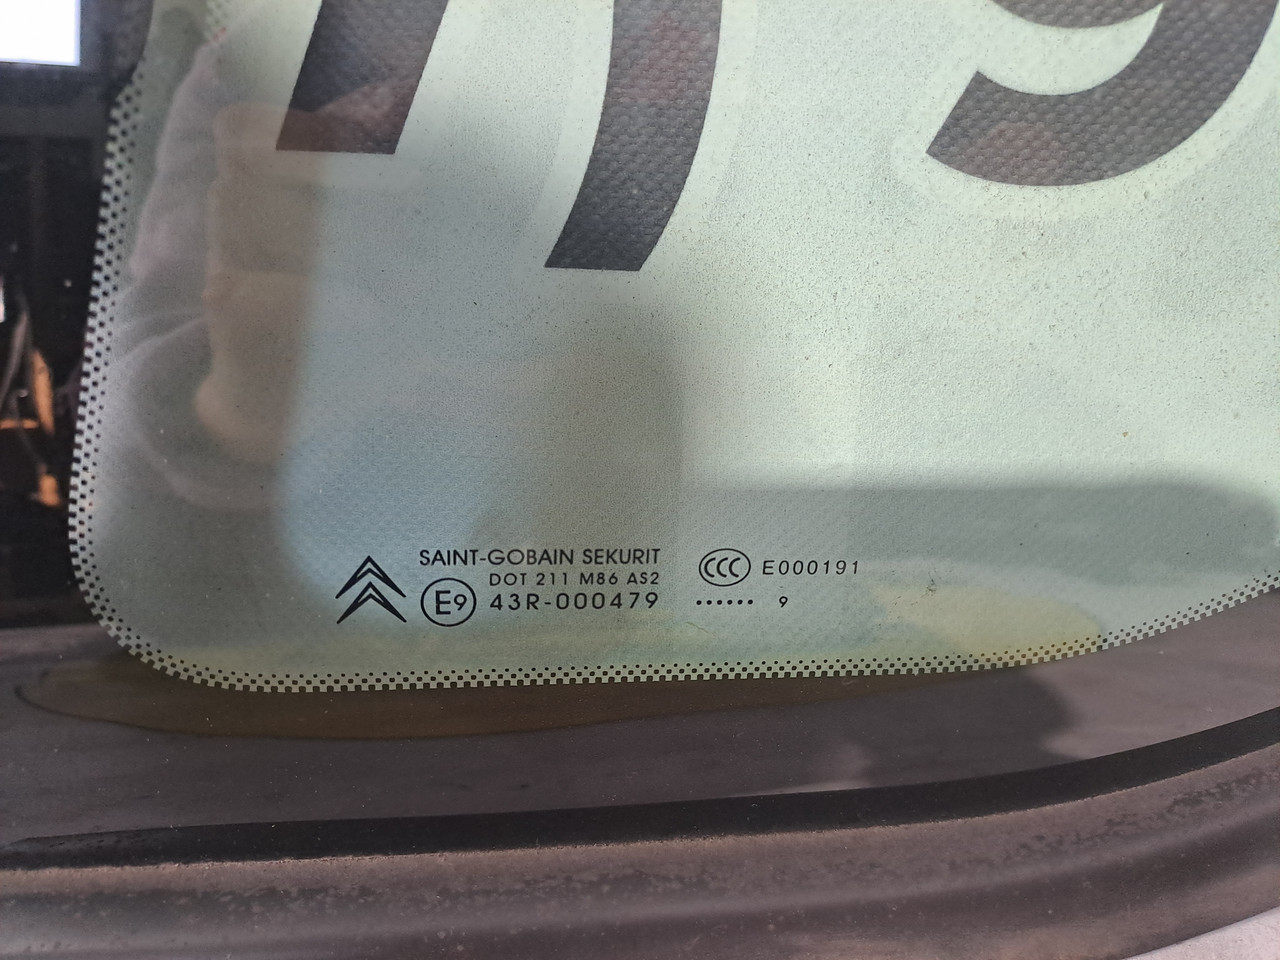 SAINT-GOBAIN SEKURIT
DOT 211 M86 AS2
E9 43R-000479
CCC E000191
...... 9